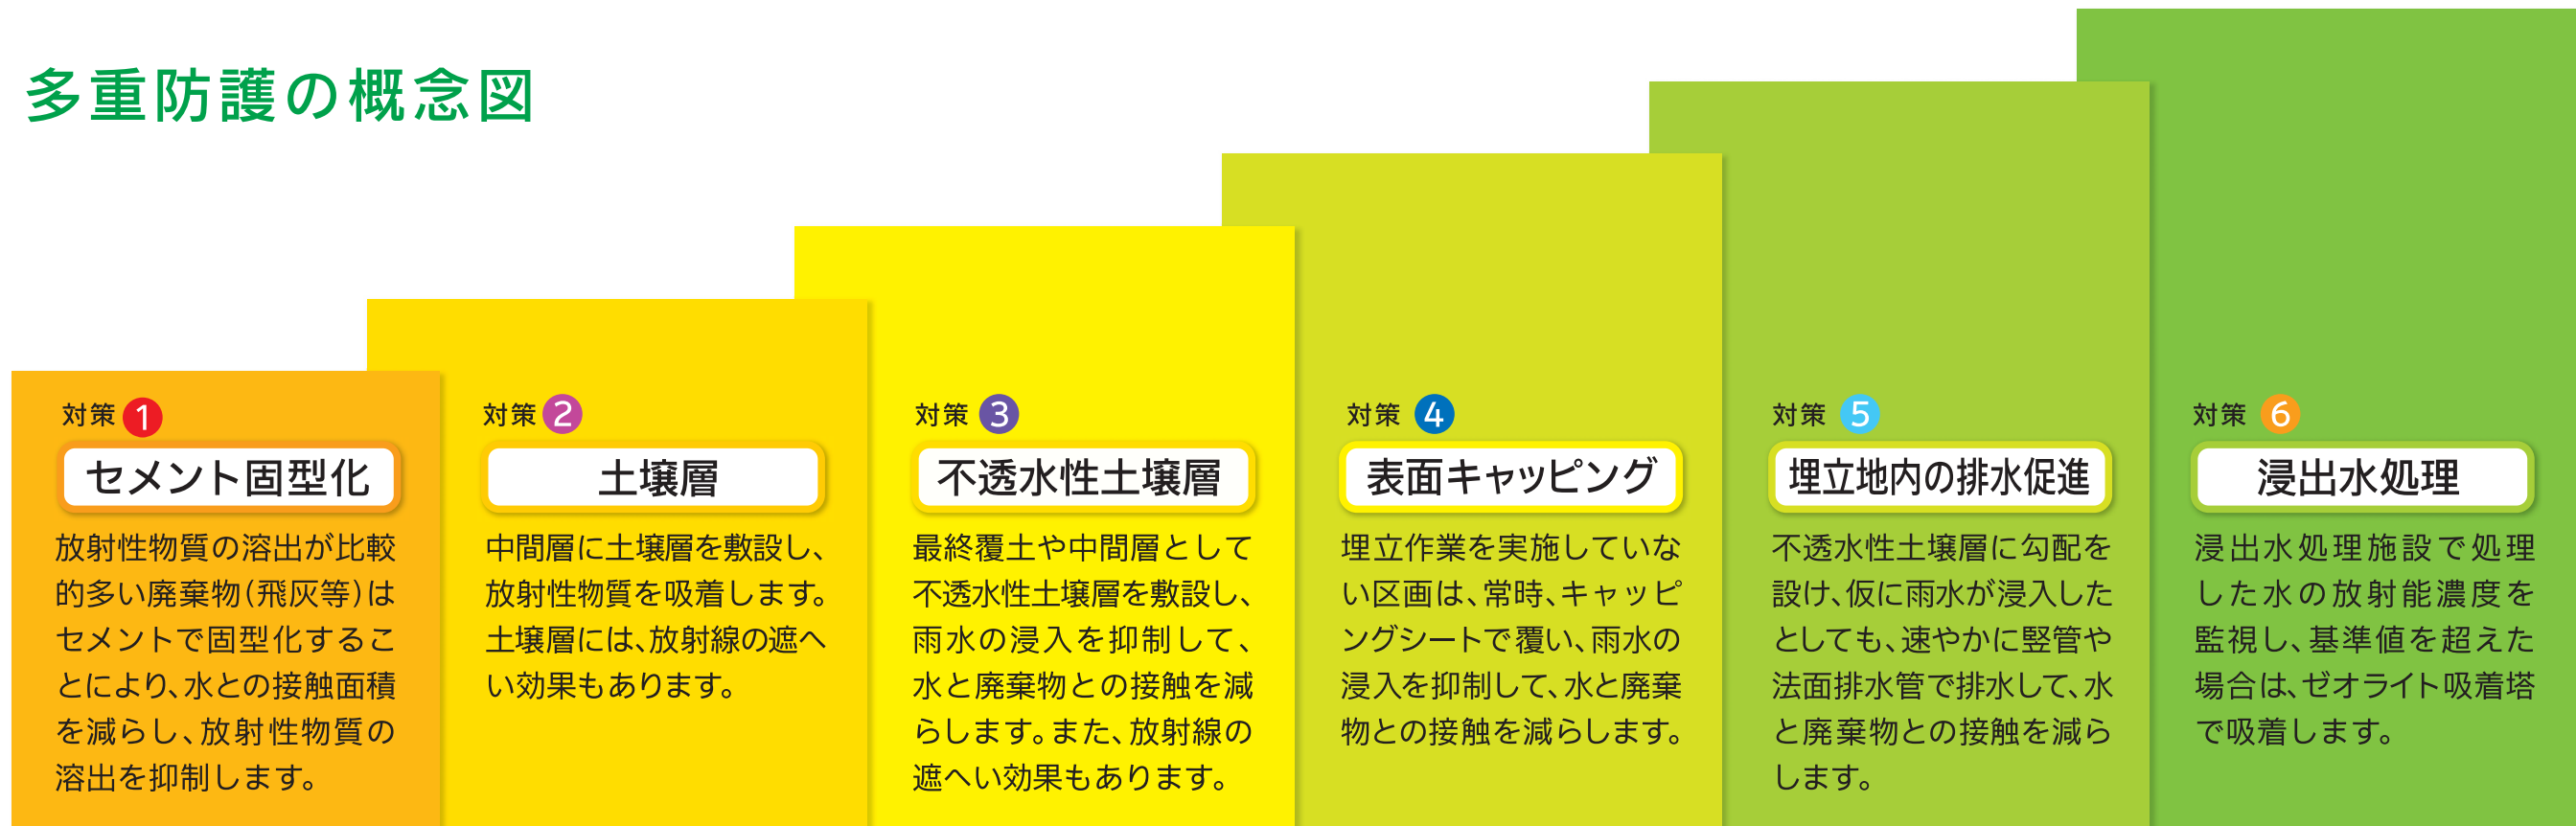 多重防護の概念図
対策 1
セメント固型化
放射性物質の溶出が比較
的多い廃棄物(飛灰等)は
セメントで固型化するこ
とにより、水との接触面積
を減らし、放射性物質の
溶出を抑制します。
対策 2
土壌層
中間層に土壌層を敷設し、
放射性物質を吸着します。
土壌層には、放射線の遮へ
い効果もあります。
対策 3
不透水性土壌層
最終覆土や中間層として
不透水性土壌層を敷設し、
雨水の浸入を抑制して、
水と廃棄物との接触を減
らします。また、放射線の
遮へい効果もあります。
対策 4
表面キャッピング
埋立作業を実施していな
い区画は、常時、キャッピ
ングシートで覆い、雨水の
浸入を抑制して、水と廃棄
物との接触を減らします。
対策 5
埋立地内の排水促進
不透水性土壌層に勾配を
設け、仮に雨水が浸入した
としても、速やかに竪管や
法面排水管で排水して、水
と廃棄物との接触を減ら
します。
対策 6
浸出水処理
浸出水処理施設で処理
した水の放射能濃度を
監視し、基準値を超えた
場合は、ゼオライト吸着塔
で吸着します。